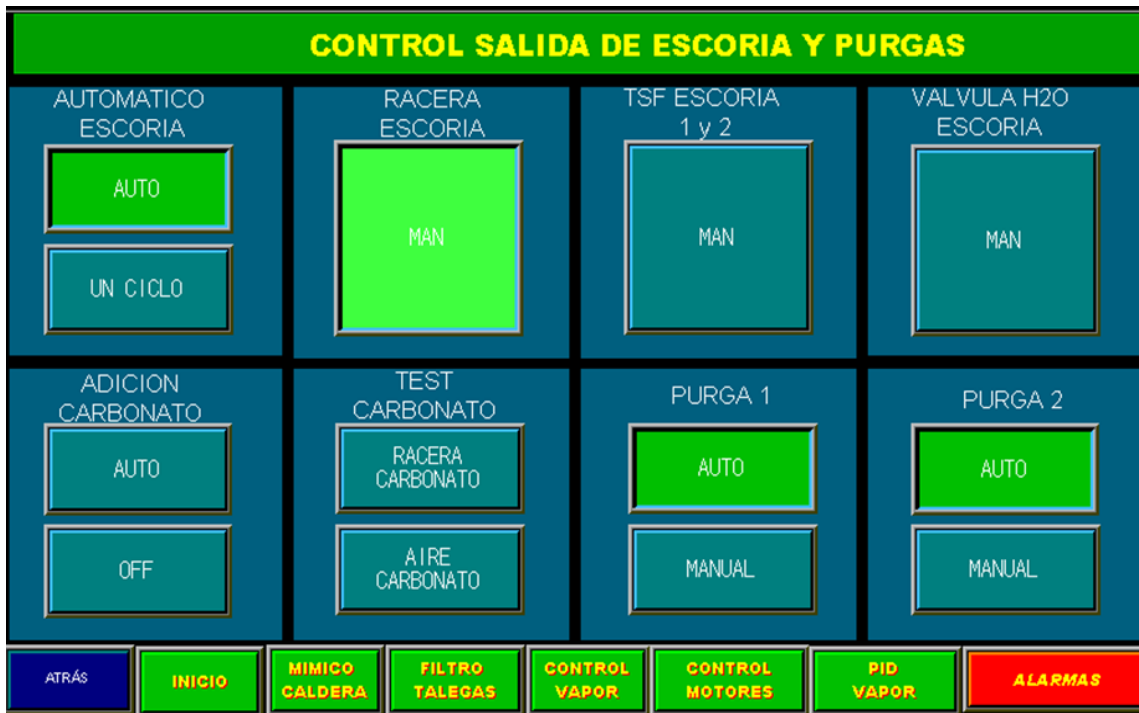 CONTROL SALIDA DE ESCORIA Y PURGAS
AUTOMATICO
ESCORIA
AUTO
UN CICLO
RACERA
ESCORIA
MAN
TSF ESCORIA
1 y 2
MAN
VALVULA H2O
ESCORIA
MAN
ADICION
CARBONATO
AUTO
OFF
TEST
CARBONATO
RACERA
CARBONATO
AIRE
CARBONATO
PURGA 1
AUTO
MANUAL
PURGA 2
AUTO
MANUAL
ATRÁS
INICIO
MIMICO
CALDERA
FILTRO
TALEGAS
CONTROL
VAPOR
CONTROL
MOTORES
PID
VAPOR
ALARMAS